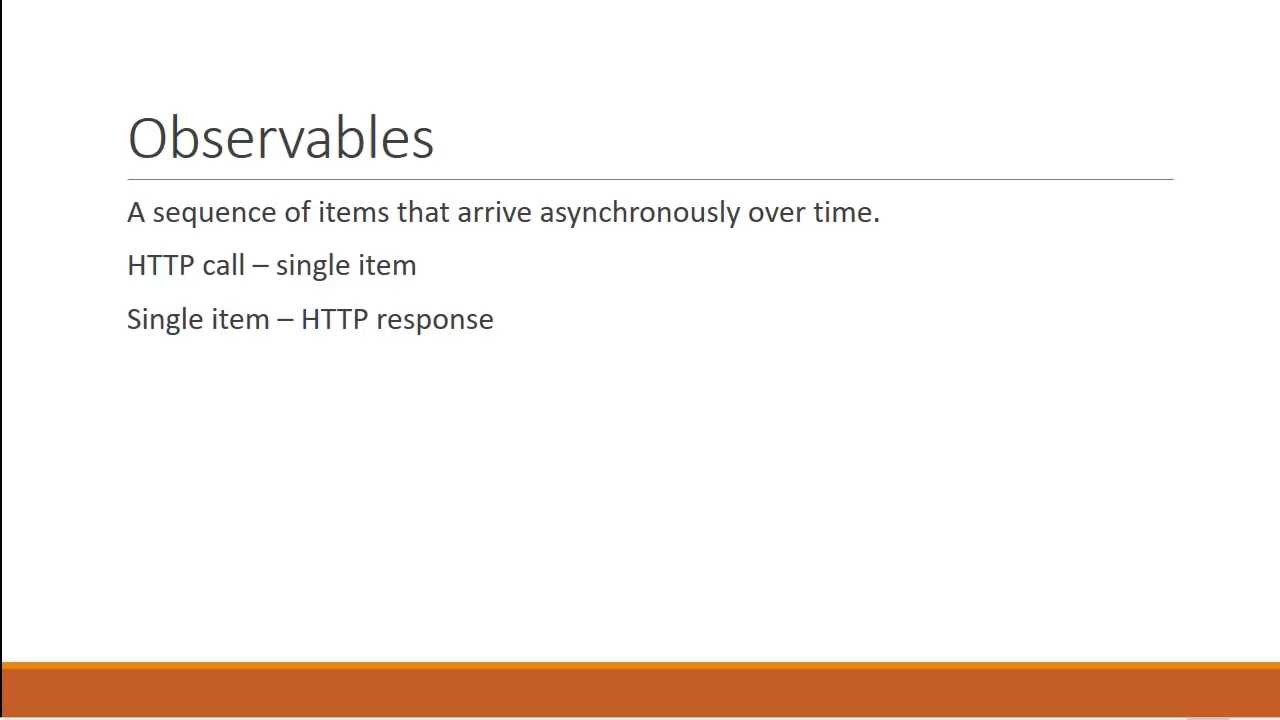 Observables
A sequence of items that arrive asynchronously over time.
HTTP call – single item
Single item – HTTP response